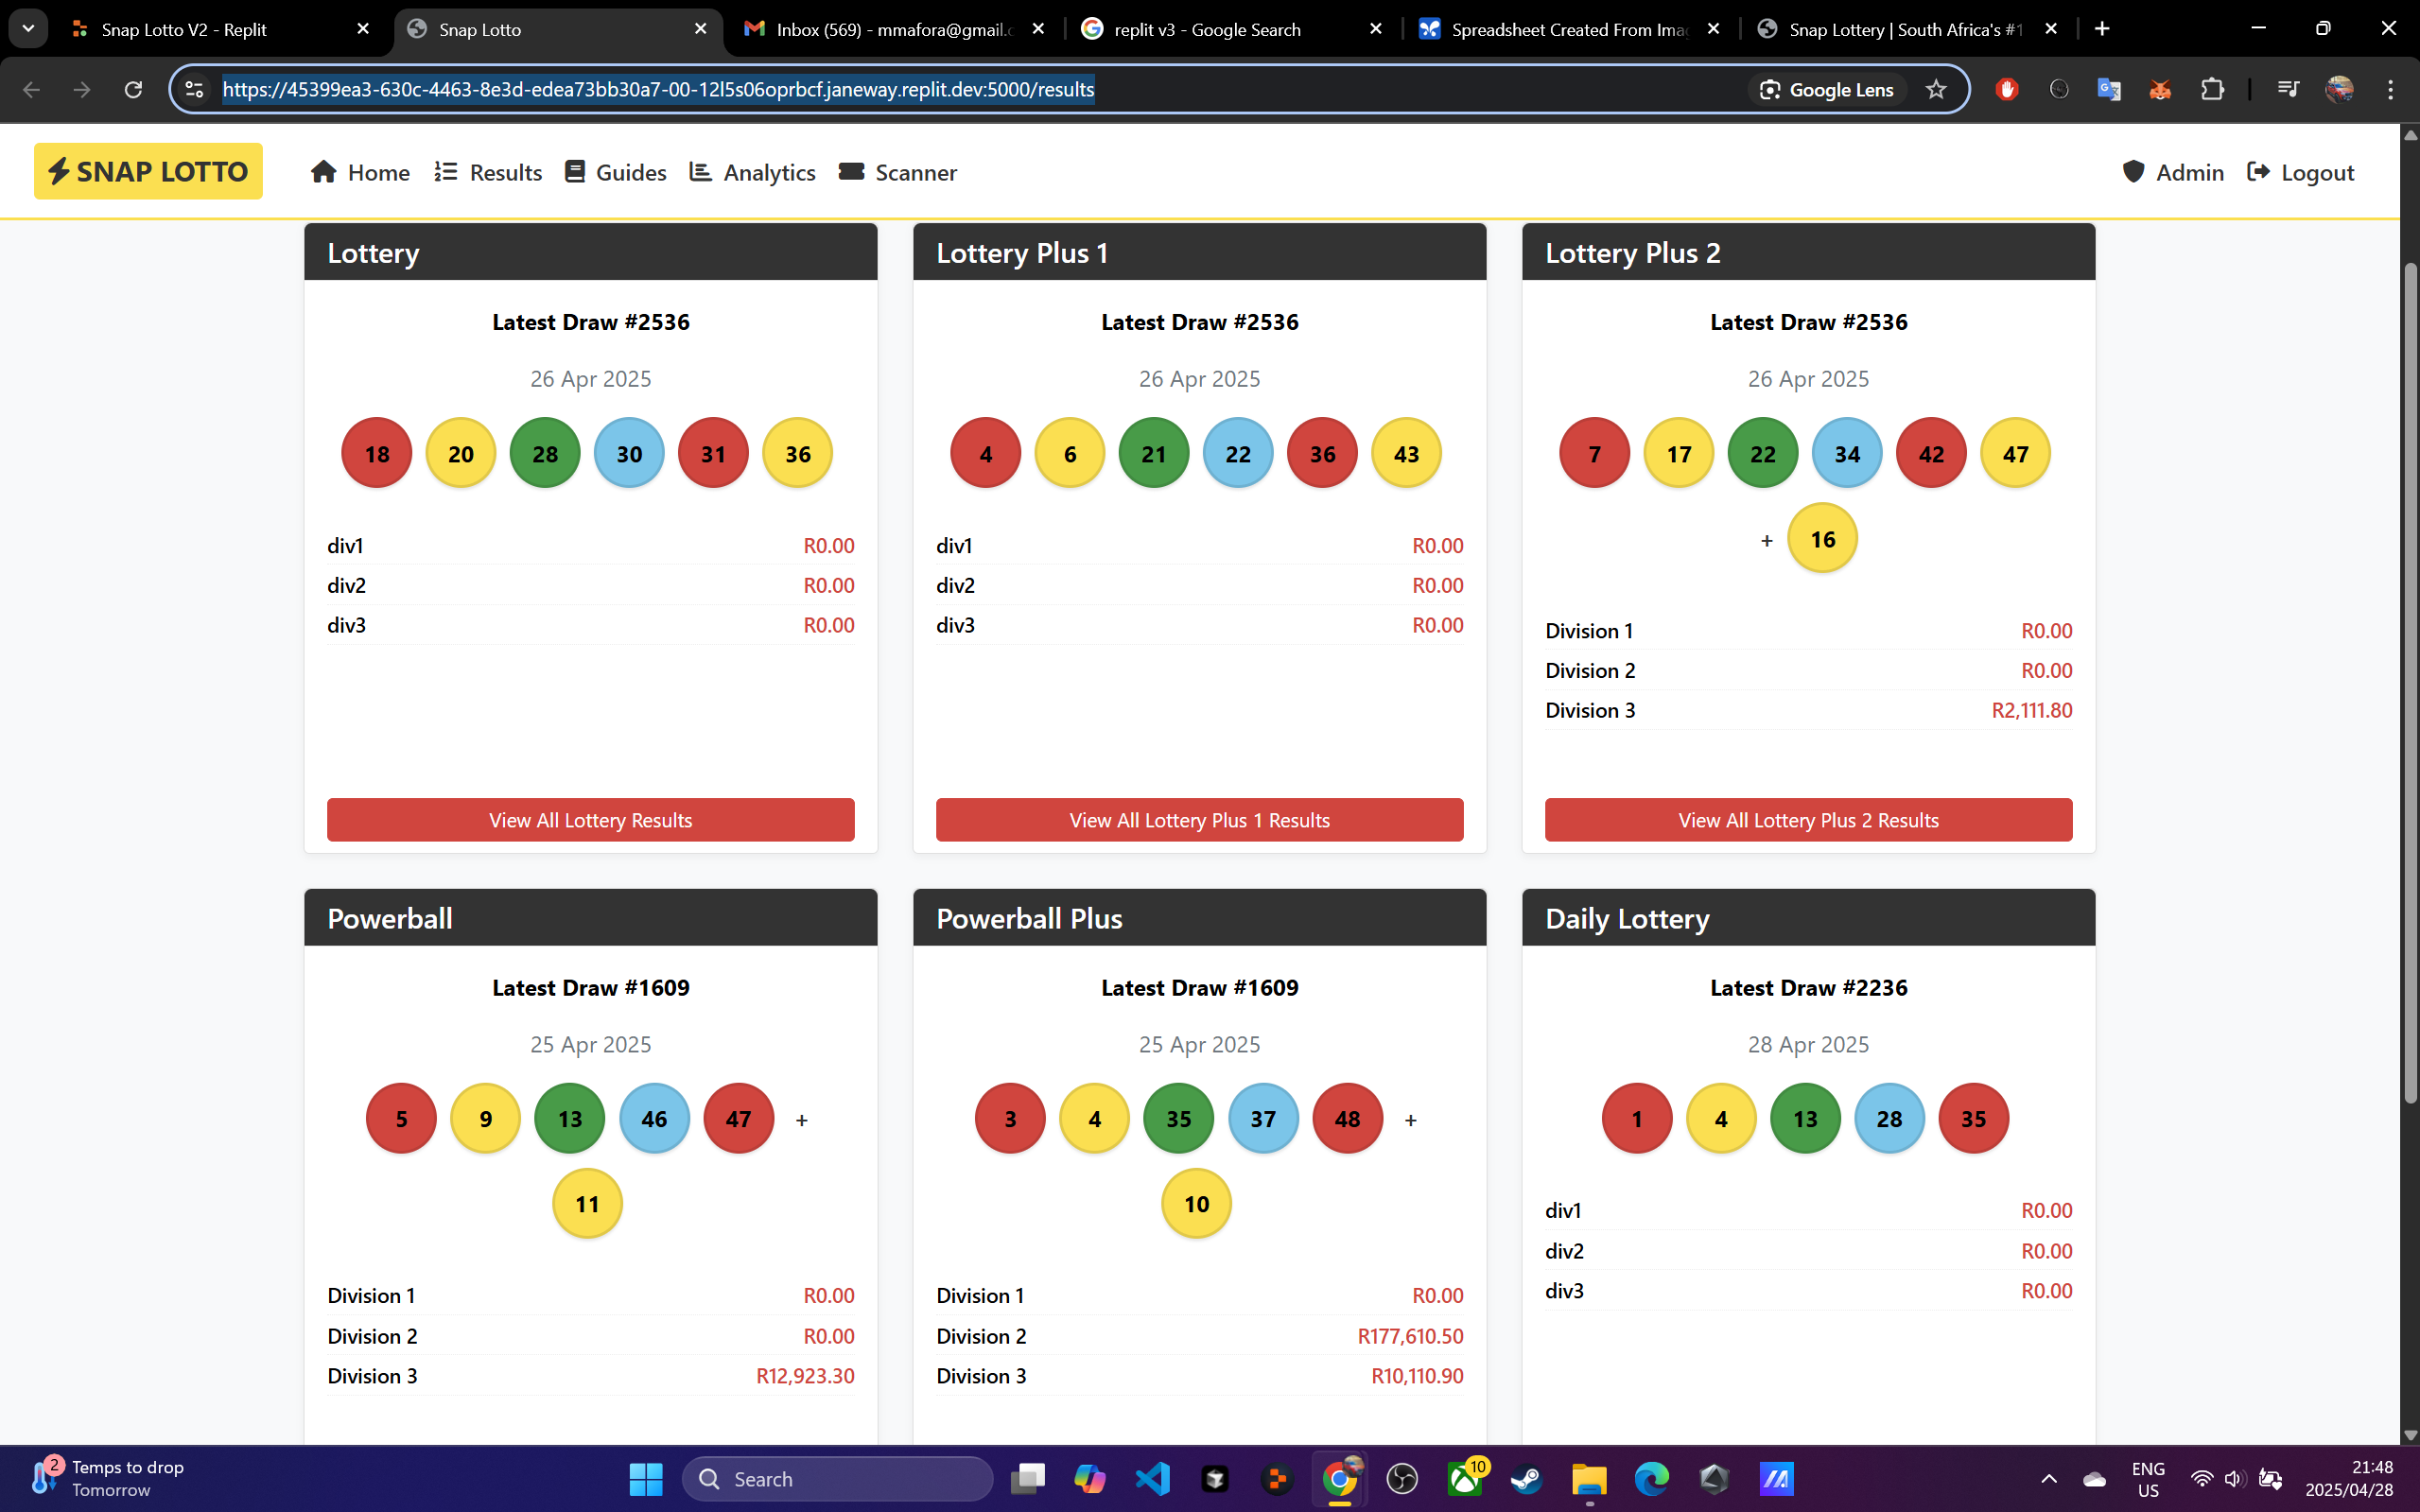 Snap Lotto V2 - Replit
Snap Lotto
Inbox (569) - mmafora@gmail.c
replit v3 - Google Search
Spreadsheet Created From Imag
Snap Lottery | South Africa's #1
https://45399ea3-630c-4463-8e3d-edea73bb30a7-00-12l5s06oprbcf.janeway.replit.dev:5000/results
Google Lens
SNAP LOTTO
Home
Results
Guides
Analytics
Scanner
Admin
Logout
Lottery
Latest Draw #2536
26 Apr 2025
18 20 28 30 31 36
div1 R0.00
div2 R0.00
div3 R0.00
View All Lottery Results
Lottery Plus 1
Latest Draw #2536
26 Apr 2025
4 6 21 22 36 43
div1 R0.00
div2 R0.00
div3 R0.00
View All Lottery Plus 1 Results
Lottery Plus 2
Latest Draw #2536
26 Apr 2025
7 17 22 34 42 47
+ 16
Division 1 R0.00
Division 2 R0.00
Division 3 R2,111.80
View All Lottery Plus 2 Results
Powerball
Latest Draw #1609
25 Apr 2025
5 9 13 46 47 +
11
Division 1 R0.00
Division 2 R0.00
Division 3 R12,923.30
Powerball Plus
Latest Draw #1609
25 Apr 2025
3 4 35 37 48 +
10
Division 1 R0.00
Division 2 R177,610.50
Division 3 R10,110.90
Daily Lottery
Latest Draw #2236
28 Apr 2025
1 4 13 28 35
div1 R0.00
div2 R0.00
div3 R0.00
2
Temps to drop
Tomorrow
Search
10
ENG
US
21:48
2025/04/28